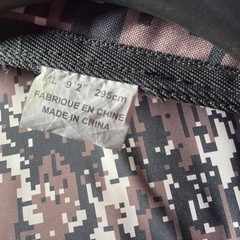 9'2" 295cm
FABRIQUE EN CHINE
MADE IN CHINA